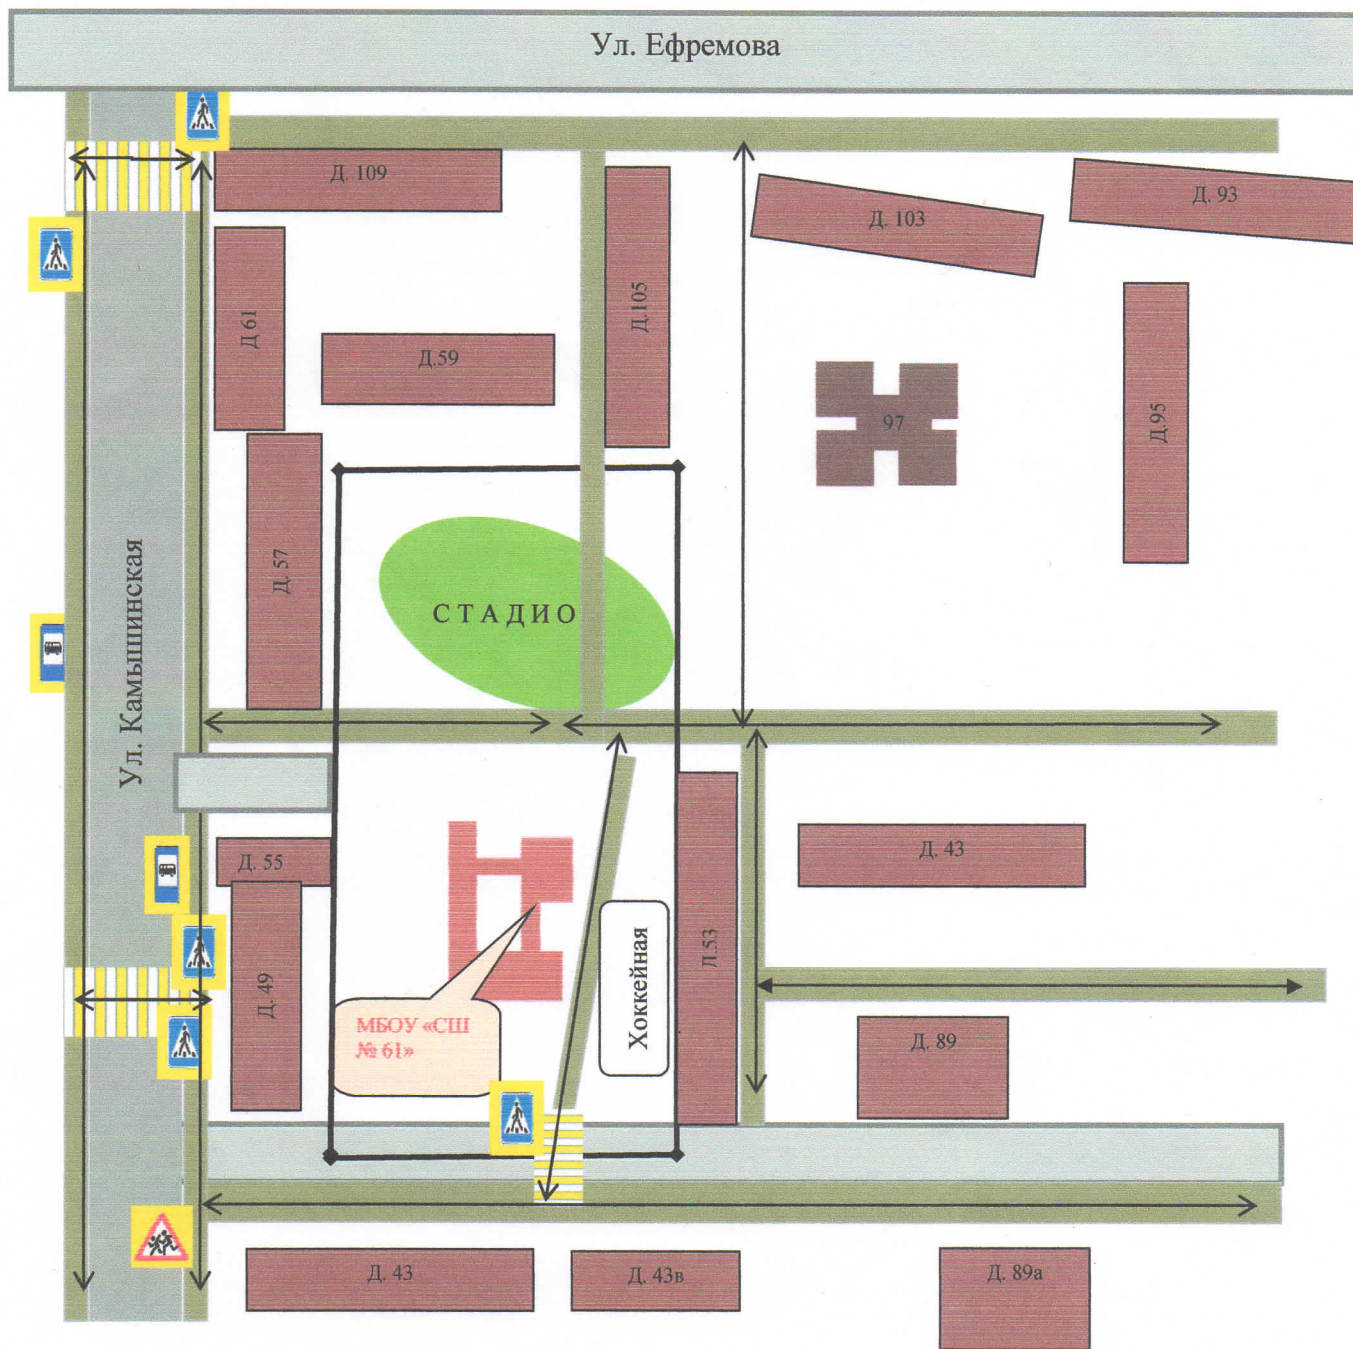 Ул. Ефремова
Д. 109
Д. 93
Д. 103
Д.105
Д 61
Д.59
97
Д.95
Д. 57
СТАДИО
Ул. Камышинская
Д. 55
Д. 43
Д. 49
Д.53
Хоккейная
МБОУ «СШ
№ 61»
Д. 89
Д. 43
Д. 43в
Д. 89а